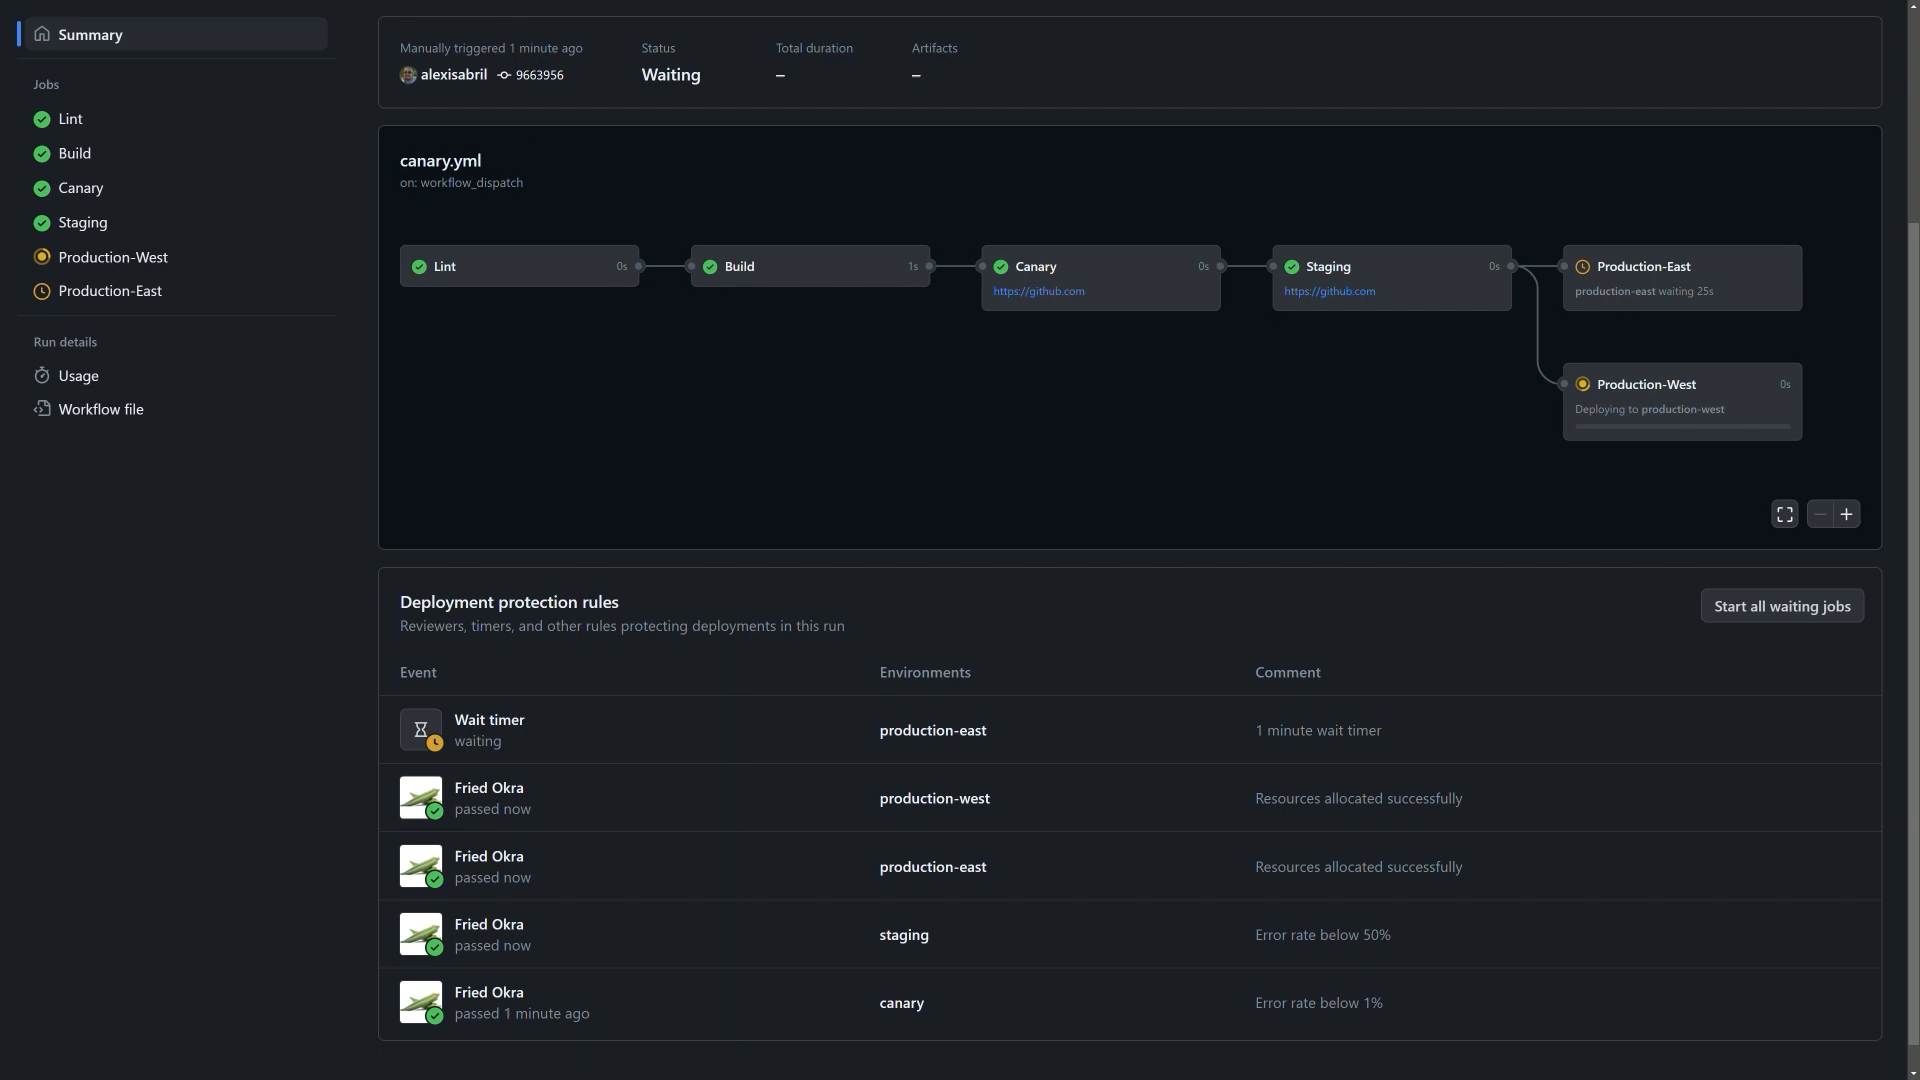 Summary
Jobs
Lint
Build
Canary
Staging
Production-West
Production-East
Run details
Usage
Workflow file
Manually triggered 1 minute ago
alexisabril 9663956
Status
Waiting
Total duration
–
Artifacts
–
canary.yml
on: workflow_dispatch
Lint 0s
Build 1s
Canary 0s
https://github.com
Staging 0s
https://github.com
Production-East
production-east waiting 25s
Production-West 0s
Deploying to production-west
Deployment protection rules
Reviewers, timers, and other rules protecting deployments in this run
Start all waiting jobs
Event Environments Comment
Wait timer
waiting
production-east
1 minute wait timer
Fried Okra
passed now
production-west
Resources allocated successfully
Fried Okra
passed now
production-east
Resources allocated successfully
Fried Okra
passed now
staging
Error rate below 50%
Fried Okra
passed 1 minute ago
canary
Error rate below 1%